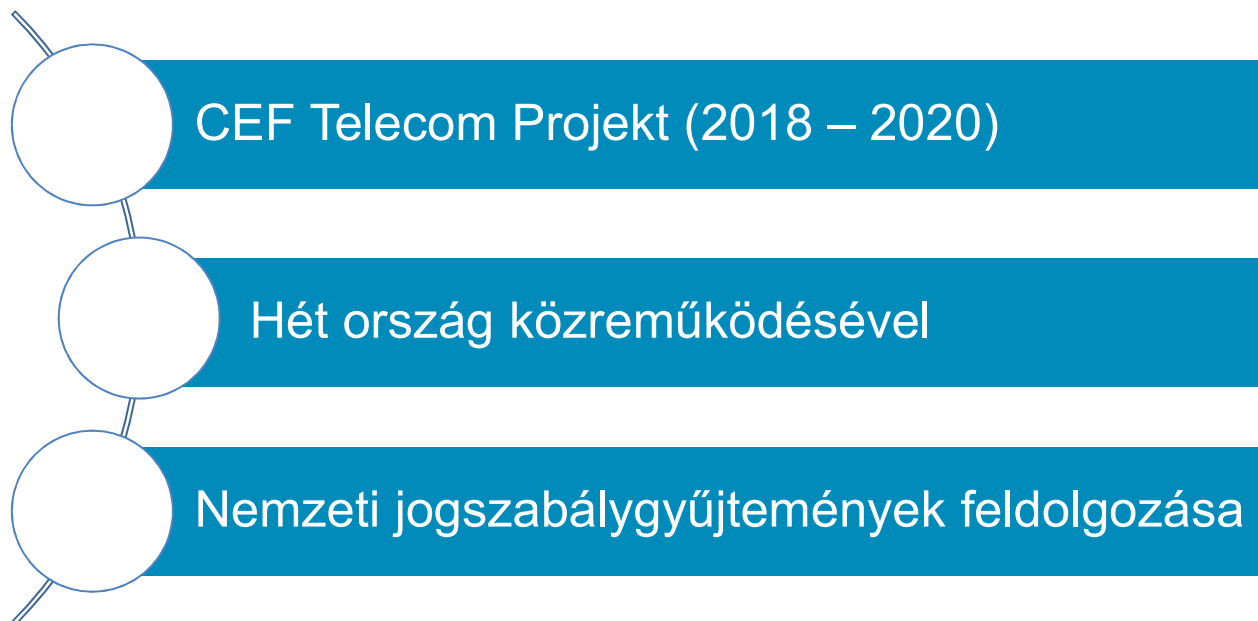 CEF Telecom Projekt (2018 – 2020)
Hét ország közreműködésével
Nemzeti jogszabálygyűjtemények feldolgozása